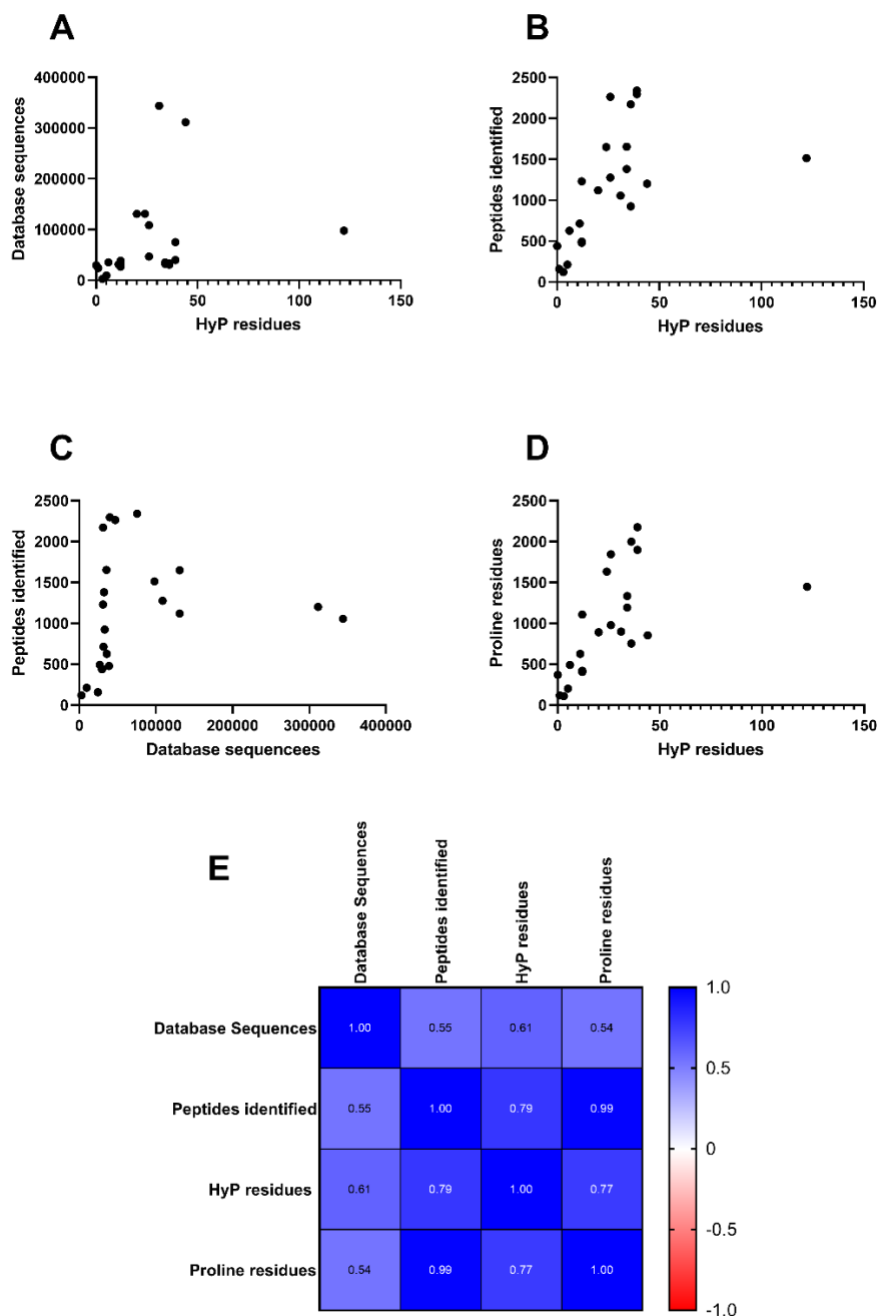 A
400000
300000
200000
100000
0
Database sequences
0
50
100
150
HyP residues
B
2500
2000
1500
1000
500
0
Peptides identified
0
50
100
150
HyP residues
C
2500
2000
1500
1000
500
0
Peptides identified
0
100000
200000
300000
400000
Database sequencees
D
2500
2000
1500
1000
500
0
Proline residues
0
50
100
150
HyP residues
E
Database Sequences
Peptides identified
HyP residues
Proline residues
Database Sequences
1.00
0.55
0.61
0.54
Peptides identified
0.55
1.00
0.79
0.99
HyP residues
0.61
0.79
1.00
0.77
Proline residues
0.54
0.99
0.77
1.00
1.0
0.5
0
-0.5
-1.0